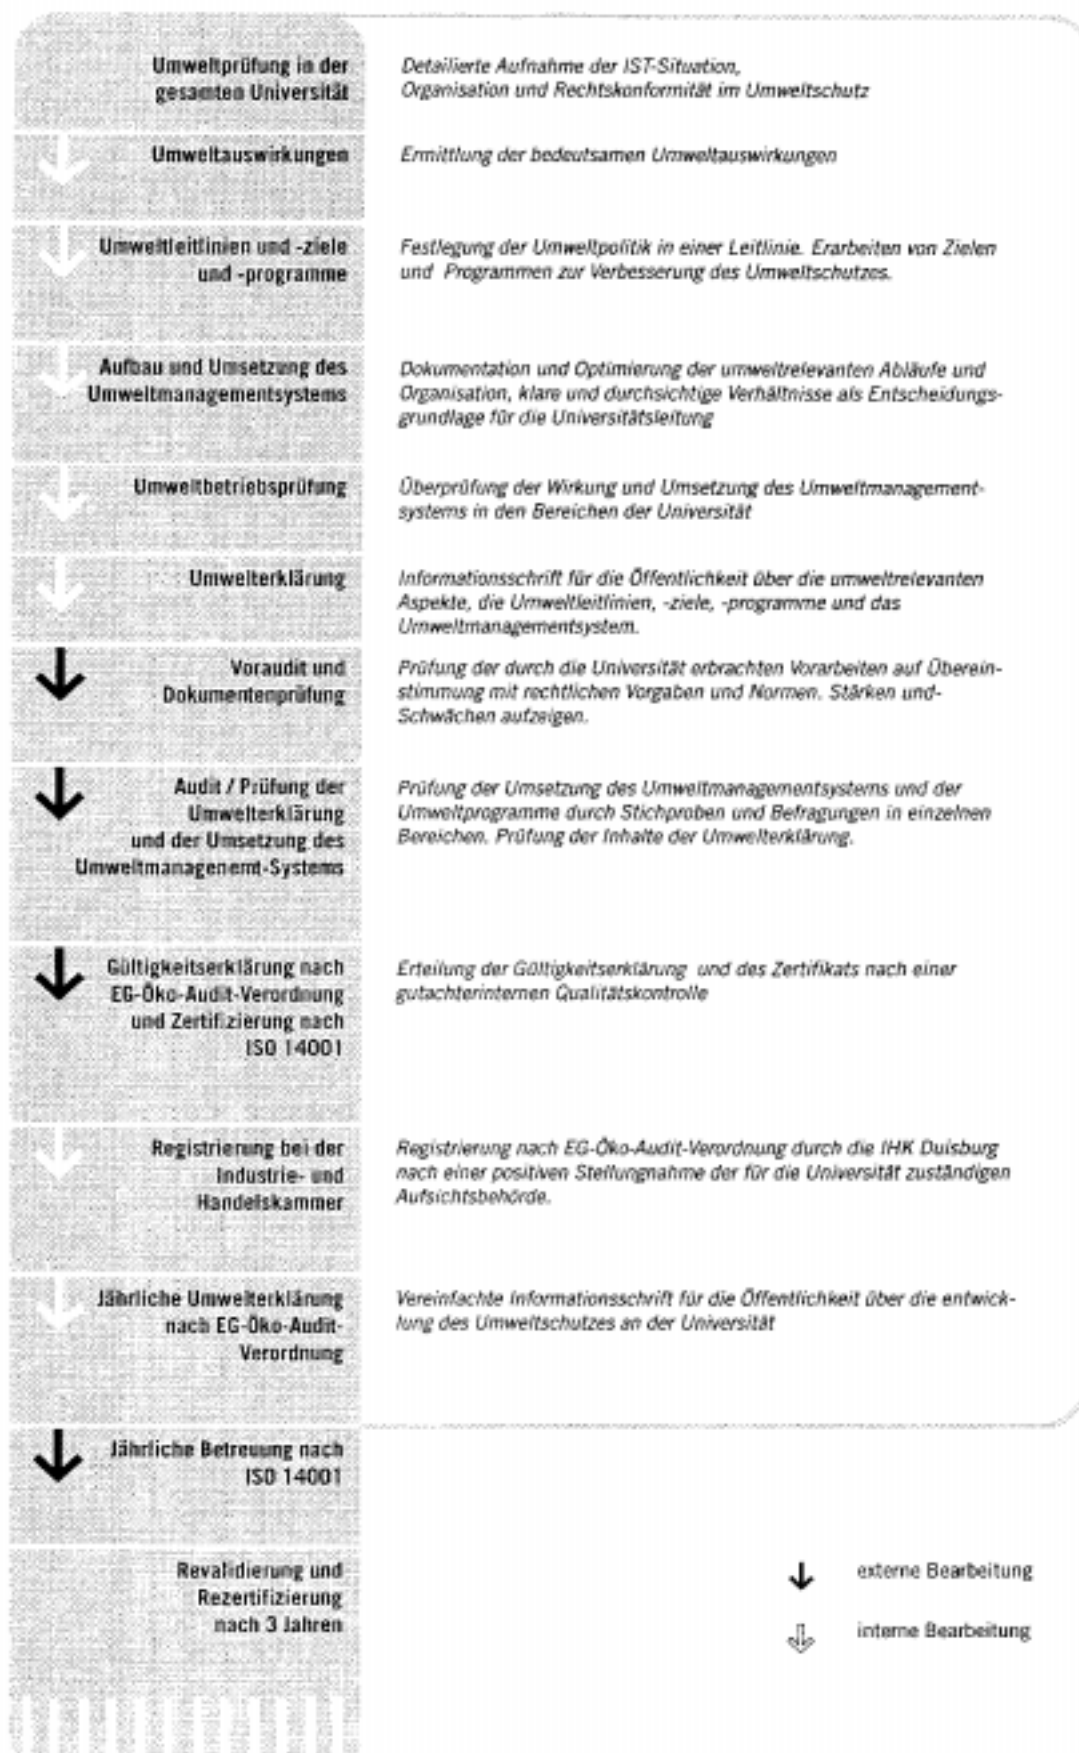 Umweltprüfung in der
gesamten Universität
Detailierte Aufnahme der IST-Situation,
Organisation und Rechtskonformität im Umweltschutz
Umweltauswirkungen
Ermittlung der bedeutsamen Umweltauswirkungen
Umweltleitlinien und -ziele
und -programme
Festlegung der Umweltpolitik in einer Leitlinie. Erarbeiten von Zielen
und Programmen zur Verbesserung des Umweltschutzes.
Aufbau und Umsetzung des
Umweltmanagementsystems
Dokumentation und Optimierung der umweltrelevanten Abläufe und
Organisation, klare und durchsichtige Verhältnisse als Entscheidungs-
grundlage für die Universitätsleitung
Umweltbetriebsprüfung
Überprüfung der Wirkung und Umsetzung des Umweltmanagement-
systems in den Bereichen der Universität
Umwelterklärung
Informationsschrift für die Öffentlichkeit über die umweltrelevanten
Aspekte, die Umweltleitlinien, -ziele, -programme und das
Umweltmanagementsystem.
Voraudit und
Dokumentenprüfung
Prüfung der durch die Universität erbrachten Vorarbeiten auf Überein-
stimmung mit rechtlichen Vorgaben und Normen. Stärken und-
Schwächen aufzeigen.
Audit / Prüfung der
Umwelterklärung
und der Umsetzung des
Umweltmanagenemt-Systems
Prüfung der Umsetzung des Umweltmanagementsystems und der
Umweltprogramme durch Stichproben und Befragungen in einzelnen
Bereichen. Prüfung der Inhalte der Umwelterklärung.
Gültigkeitserklärung nach
EG-Öko-Audit-Verordnung
und Zertifizierung nach
ISO 14001
Erteilung der Gültigkeitserklärung und des Zertifikats nach einer
gutachterinternen Qualitätskontrolle
Registrierung bei der
Industrie- und
Handelskammer
Registrierung nach EG-Öko-Audit-Verordnung durch die IHK Duisburg
nach einer positiven Stellungnahme der für die Universität zuständigen
Aufsichtsbehörde.
Jährliche Umwelterklärung
nach EG-Öko-Audit-
Verordnung
Vereinfachte Informationsschrift für die Öffentlichkeit über die entwick-
lung des Umweltschutzes an der Universität
Jährliche Betreuung nach
ISO 14001
Revalidierung und
Rezertifizierung
nach 3 Jahren
externe Bearbeitung
interne Bearbeitung